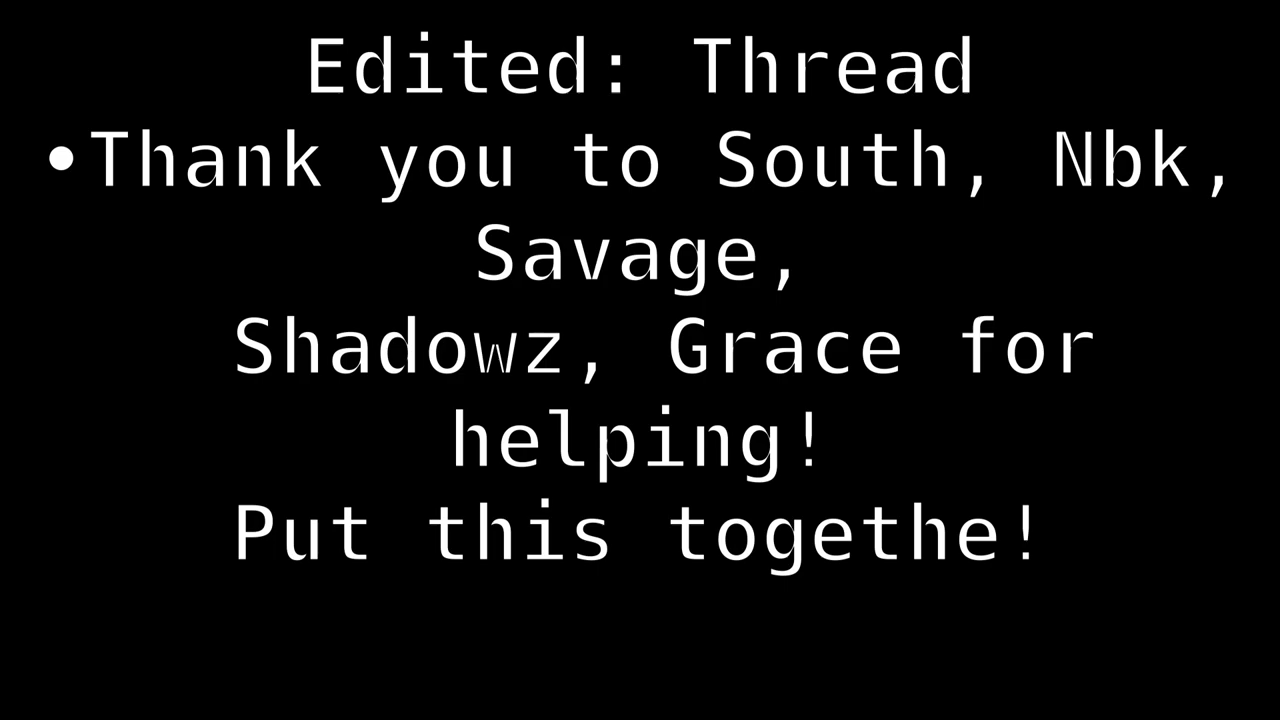 Edited: Thread
•Thank you to South, Nbk,
Savage,
Shadowz, Grace for
helping!
Put this togethe!